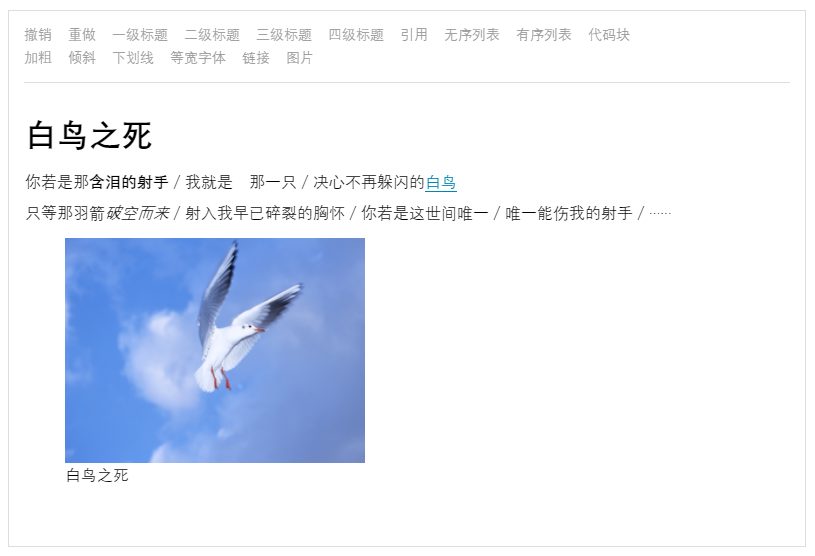 撤销 重做 一级标题 二级标题 三级标题 四级标题 引用 无序列表 有序列表 代码块
加粗 倾斜 下划线 等宽字体 链接 图片
白鸟之死
你若是那含泪的射手 / 我就是　那一只 / 决心不再躲闪的白鸟
只等那羽箭破空而来 / 射入我早已碎裂的胸怀 / 你若是这世间唯一 / 唯一能伤我的射手 / ······
白鸟之死